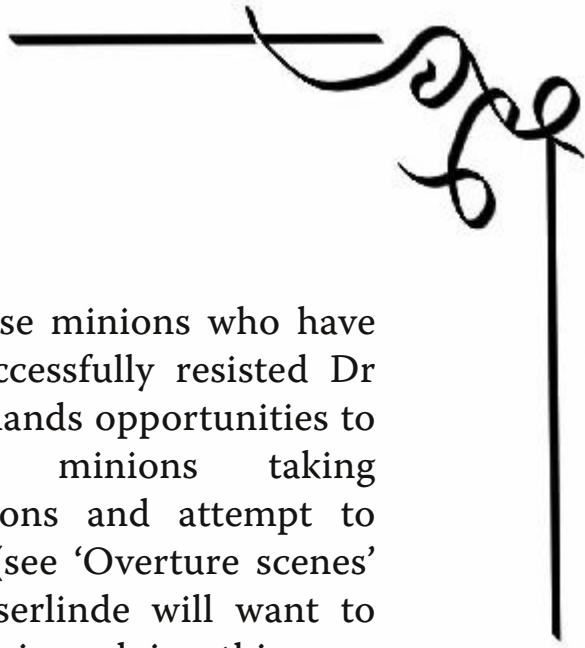 se minions who have
ccessfully resisted Dr
ands opportunities to
minions taking
ons and attempt to
(see ‘Overture scenes’
serlinde will want to